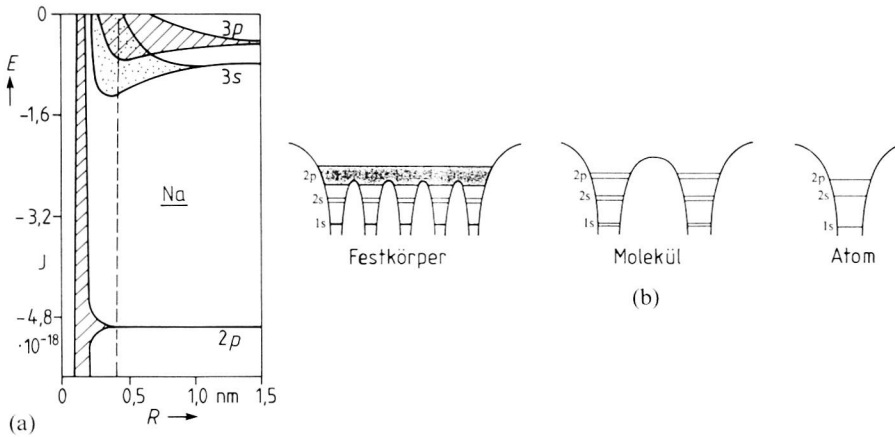 0
E
-1,6
-3,2
J
-4,8
·10⁻¹⁸
3p
3s
Na
2p
0
0,5
1,0 nm
1,5
R
(a)
2p
2s
1s
Festkörper
2p
2s
1s
Molekül
2p
2s
1s
Atom
(b)